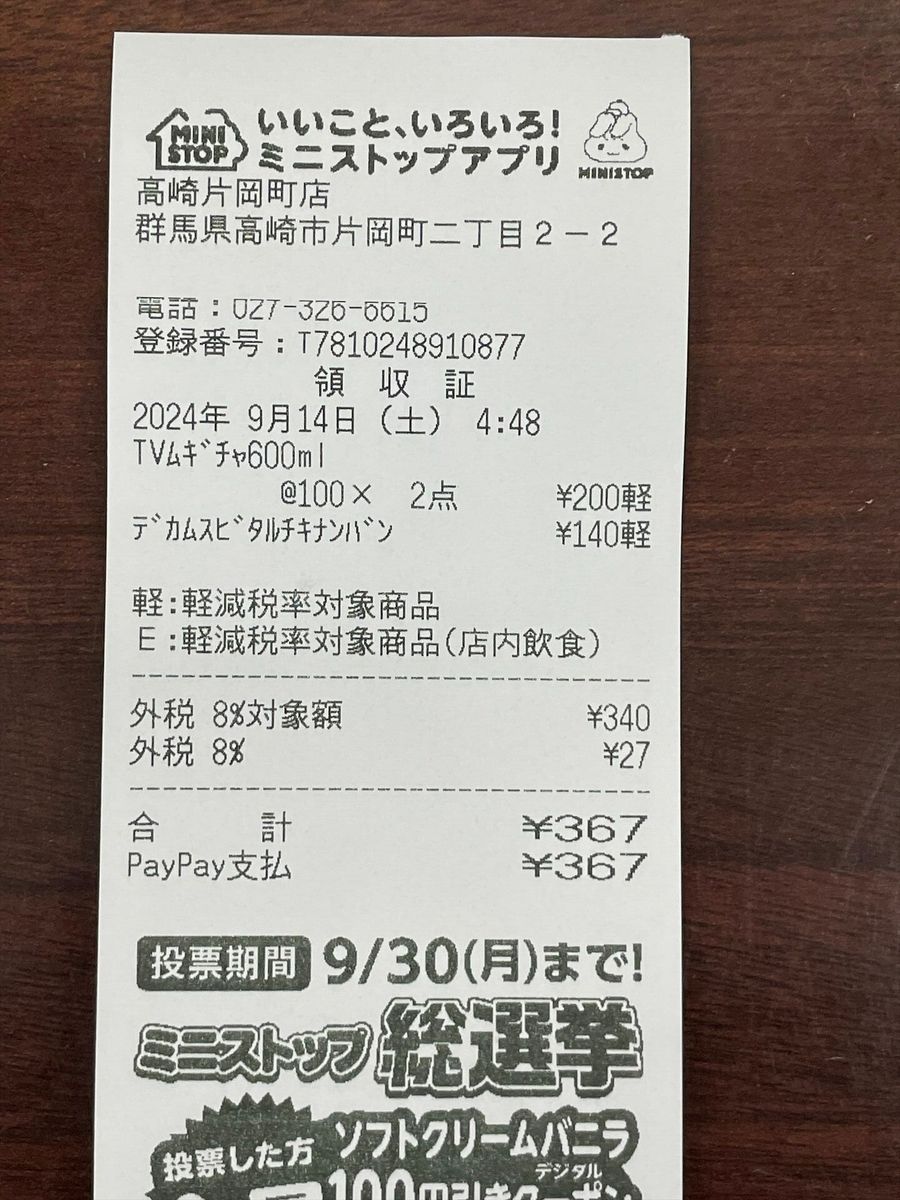 MINI STOP
いいこと、いろいろ!
ミニストップアプリ
MINISTOP
高崎片岡町店
群馬県高崎市片岡町二丁目2-2
電話:027-326-6615
登録番号:T7810248910877
領 収 証
2024年 9月14日 (土) 4:48
TVムギチャ600ml
@100× 2点 ¥200軽
デカムスビタルチキナンバン ¥140軽
軽:軽減税率対象商品
E:軽減税率対象商品(店内飲食)
外税 8%対象額 ¥340
外税 8% ¥27
合 計 ¥367
PayPay支払 ¥367
投票期間 9/30(月)まで!
ミニストップ 総選挙
投票した方
ソフトクリームバニラ
デジタル
100円引きクーポン